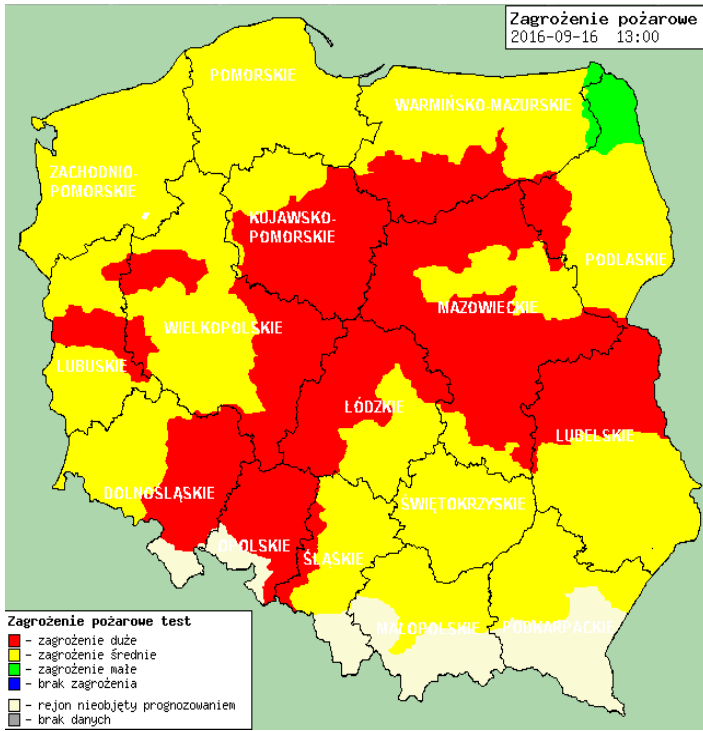 Zagrożenie pożarowe
2016-09-16 13:00
POMORSKIE
WARMIŃSKO-MAZURSKIE
ZACHODNIO-
POMORSKIE
KUJAWSKO-
POMORSKIE
PODLASKIE
MAZOWIECKIE
WIELKOPOLSKIE
LUBUSKIE
ŁÓDZKIE
LUBELSKIE
DOLNOŚLĄSKIE
ŚWIĘTOKRZYSKIE
OPOLSKIE
ŚLĄSKIE
MAŁOPOLSKIE
PODKARPACKIE
Zagrożenie pożarowe test
- zagrożenie duże
- zagrożenie średnie
- zagrożenie małe
- brak zagrożenia
- rejon nieobjęty prognozowaniem
- brak danych